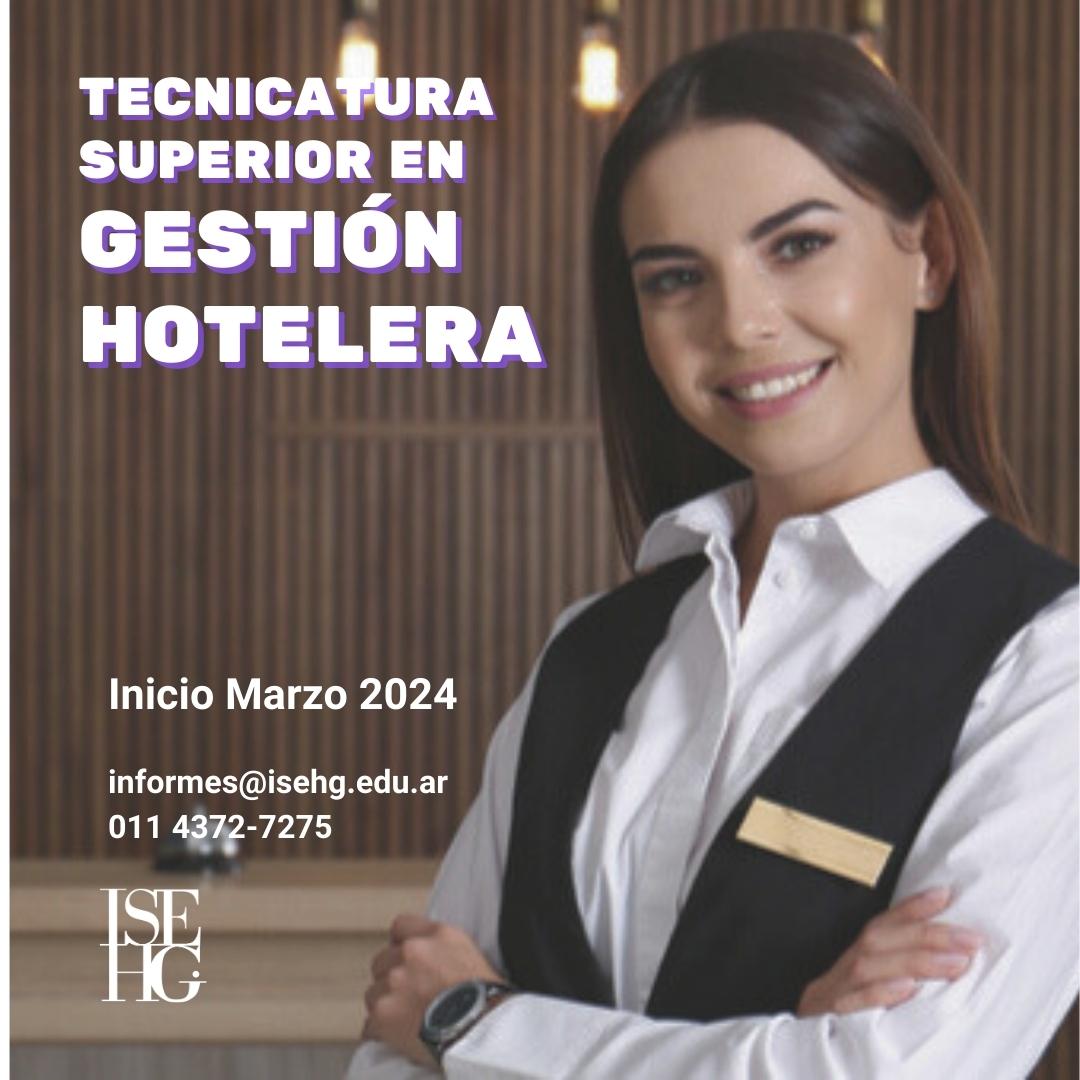 TECNICATURA
SUPERIOR EN
GESTIÓN
HOTELERA
Inicio Marzo 2024
informes@isehg.edu.ar
011 4372-7275
ISE
HG